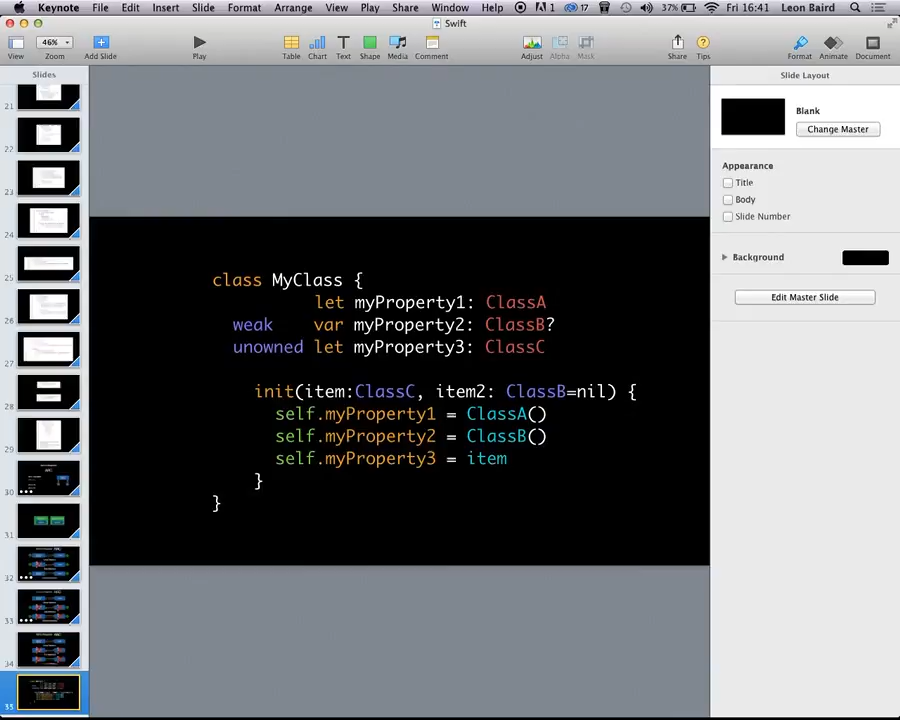 Keynote File Edit Insert Slide Format Arrange View Play Share Window Help 1 17 37% Fri 16:41 Leon Baird
Swift
46%
View Zoom Add Slide Play Table Chart Text Shape Media Comment Adjust Alpha Mask Share Tips Format Animate Document
Slides
Slide Layout
Blank
Change Master
Appearance
Title
Body
Slide Number
Background
Edit Master Slide
21
22
23
24
25
26
27
28
29
30
31
32
33
34
35
class MyClass {
let myProperty1: ClassA
weak var myProperty2: ClassB?
unowned let myProperty3: ClassC
init(item:ClassC, item2: ClassB=nil) {
self.myProperty1 = ClassA()
self.myProperty2 = ClassB()
self.myProperty3 = item
}
}